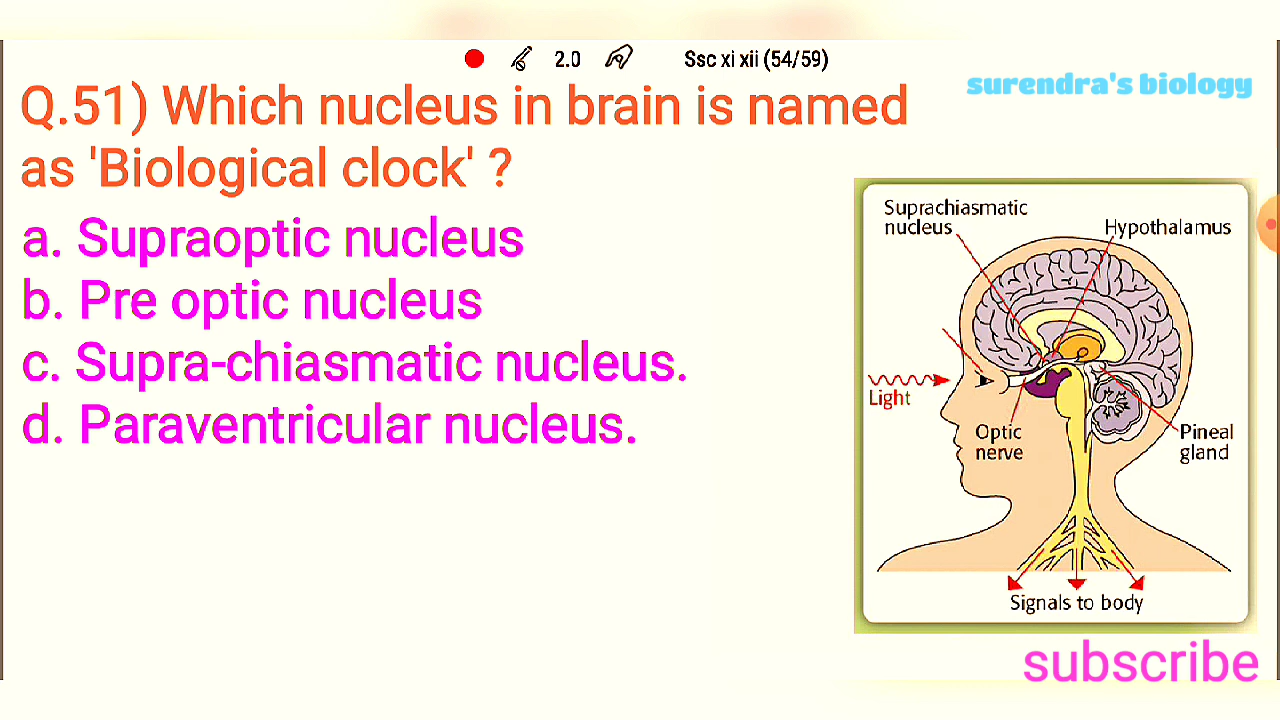 2.0 Ssc xi xii (54/59)
surendra's biology
Q.51) Which nucleus in brain is named
as 'Biological clock' ?
a. Supraoptic nucleus
b. Pre optic nucleus
c. Supra-chiasmatic nucleus.
d. Paraventricular nucleus.
Suprachiasmatic
nucleus
Hypothalamus
Light
Optic
nerve
Pineal
gland
Signals to body
subscribe